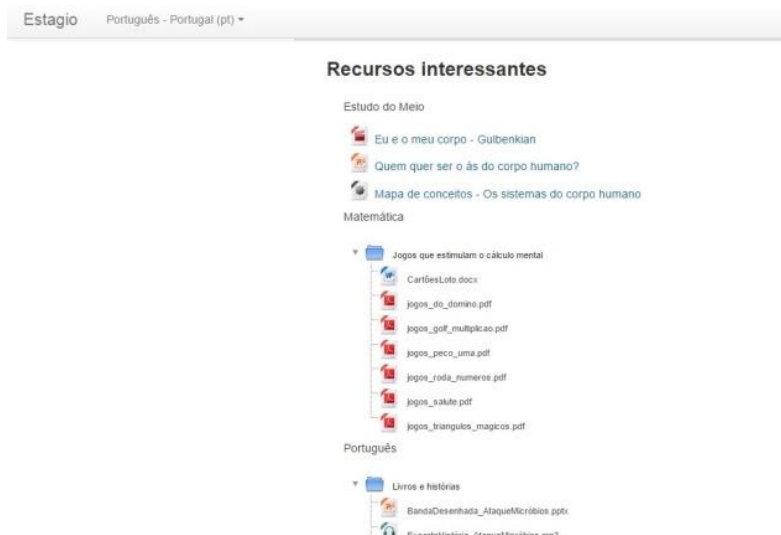 Estagio Português - Portugal (pt)
Recursos interessantes
Estudo do Meio
Eu e o meu corpo - Gulbenkian
Quem quer ser o ás do corpo humano?
Mapa de conceitos - Os sistemas do corpo humano
Matemática
Jogos que estimulam o cálculo mental
CartõesLoto.docx
jogos_do_domino.pdf
jogos_golf_multiplicao.pdf
jogos_peco_uma.pdf
jogos_roda_numeros.pdf
jogos_salute.pdf
jogos_triangulos_magicos.pdf
Português
Livros e histórias
BandaDesenhada_AtaqueMicróbios.pptx